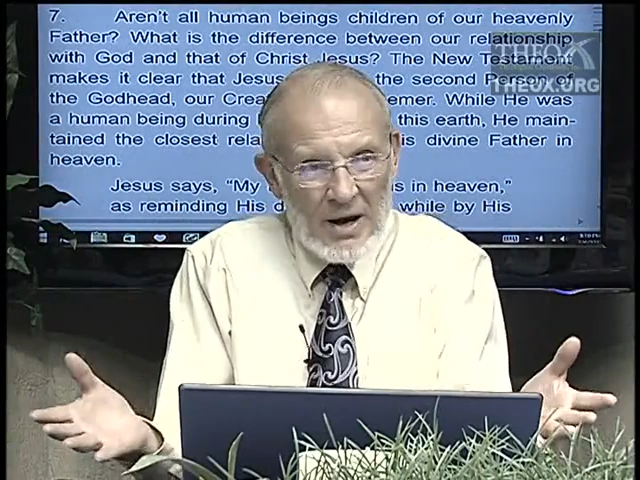 7. Aren't all human beings children of our heavenly
Father? What is the difference between our relationship
with God and that of Christ Jesus? The New Testament
makes it clear that Jesus the second Person of
the Godhead, our Crea emer. While He was
a human being during this earth, He main-
tained the closest rela is divine Father in
heaven.
Jesus says, "My is in heaven,"
as reminding His d while by His
THEOX
THEOX.ORG